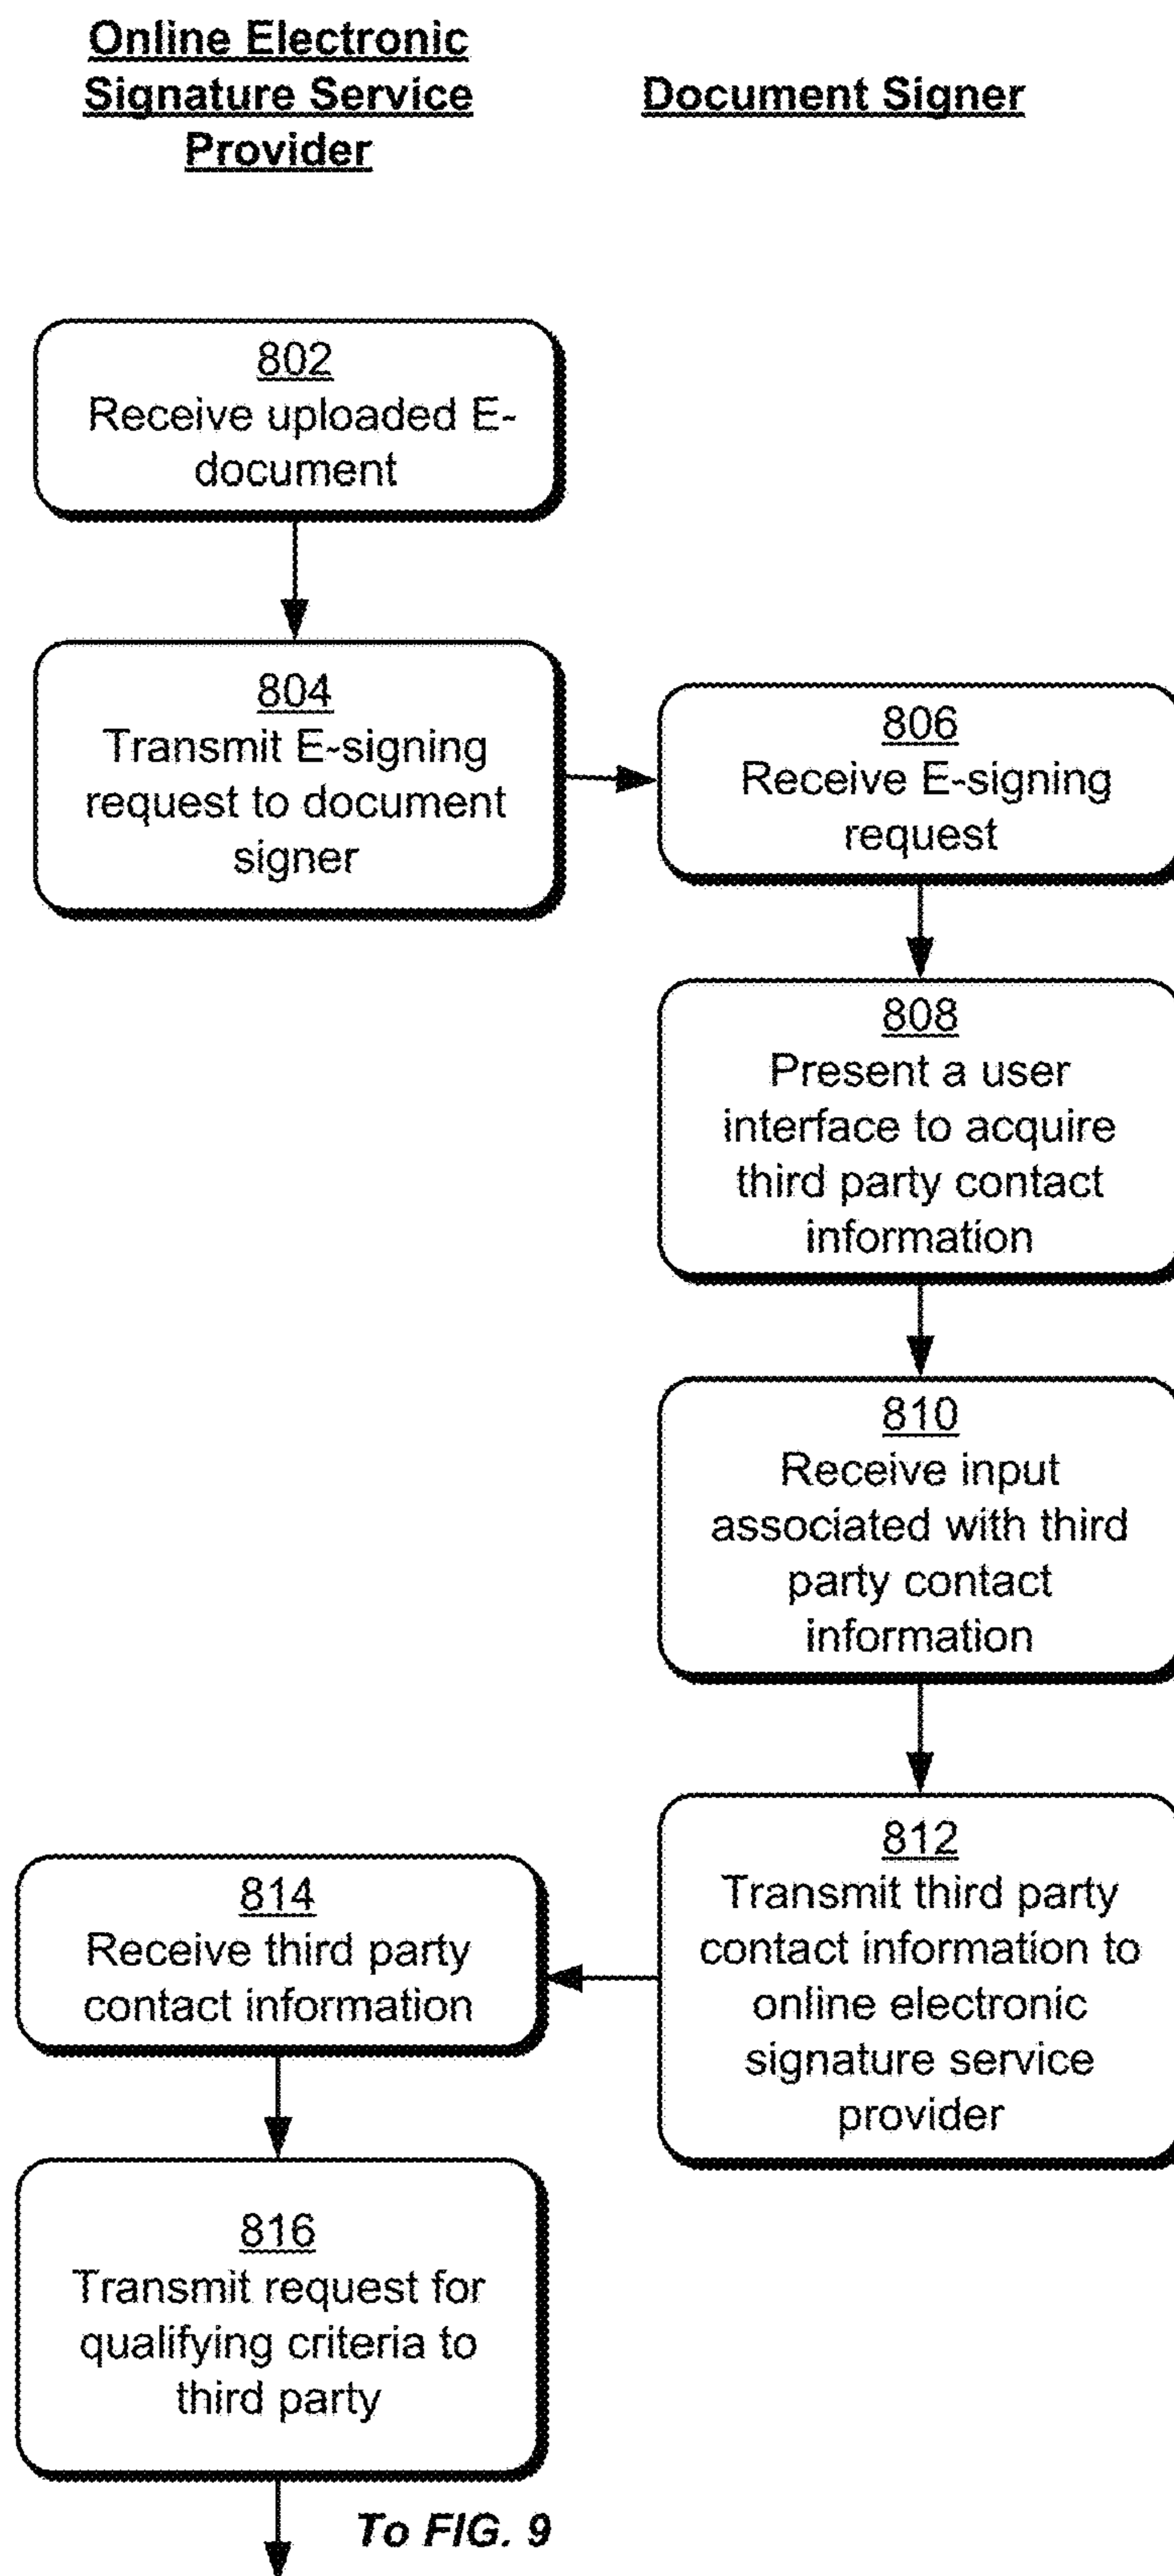 Online Electronic
Signature Service
Provider
Document Signer
802
Receive uploaded E-
document
804
Transmit E-signing
request to document
signer
806
Receive E-signing
request
808
Present a user
interface to acquire
third party contact
information
810
Receive input
associated with third
party contact
information
812
Transmit third party
contact information to
online electronic
signature service
provider
814
Receive third party
contact information
816
Transmit request for
qualifying criteria to
third party
To FIG. 9